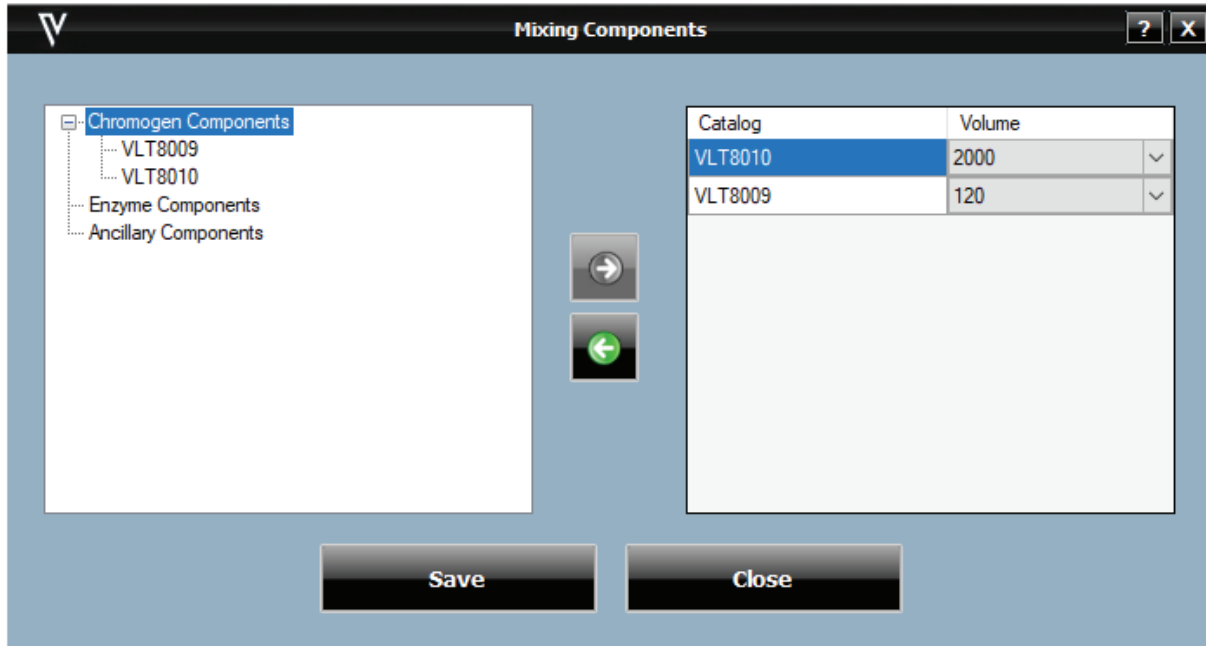 Mixing Components
? X
Chromogen Components
VLT8009
VLT8010
Enzyme Components
Ancillary Components
Catalog Volume
VLT8010 2000
VLT8009 120
Save Close